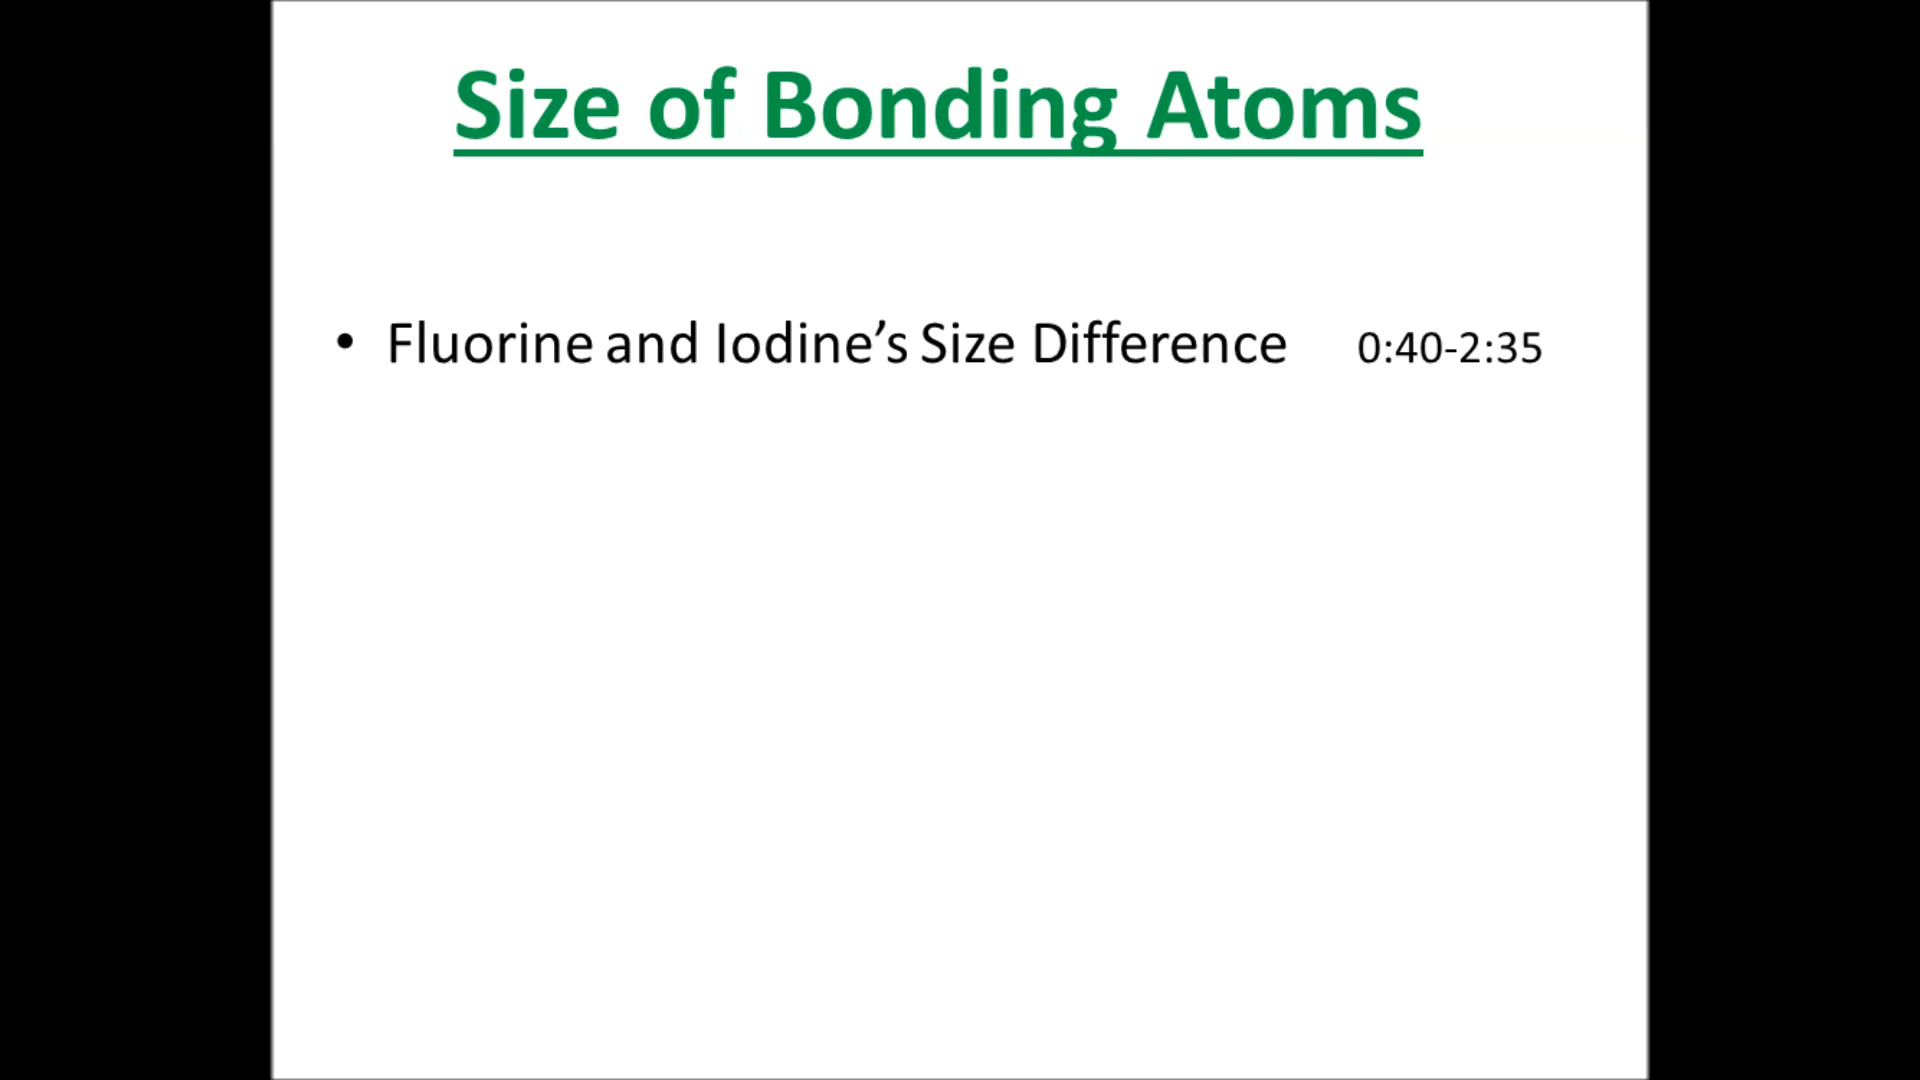 Size of Bonding Atoms
• Fluorine and Iodine’s Size Difference 0:40-2:35